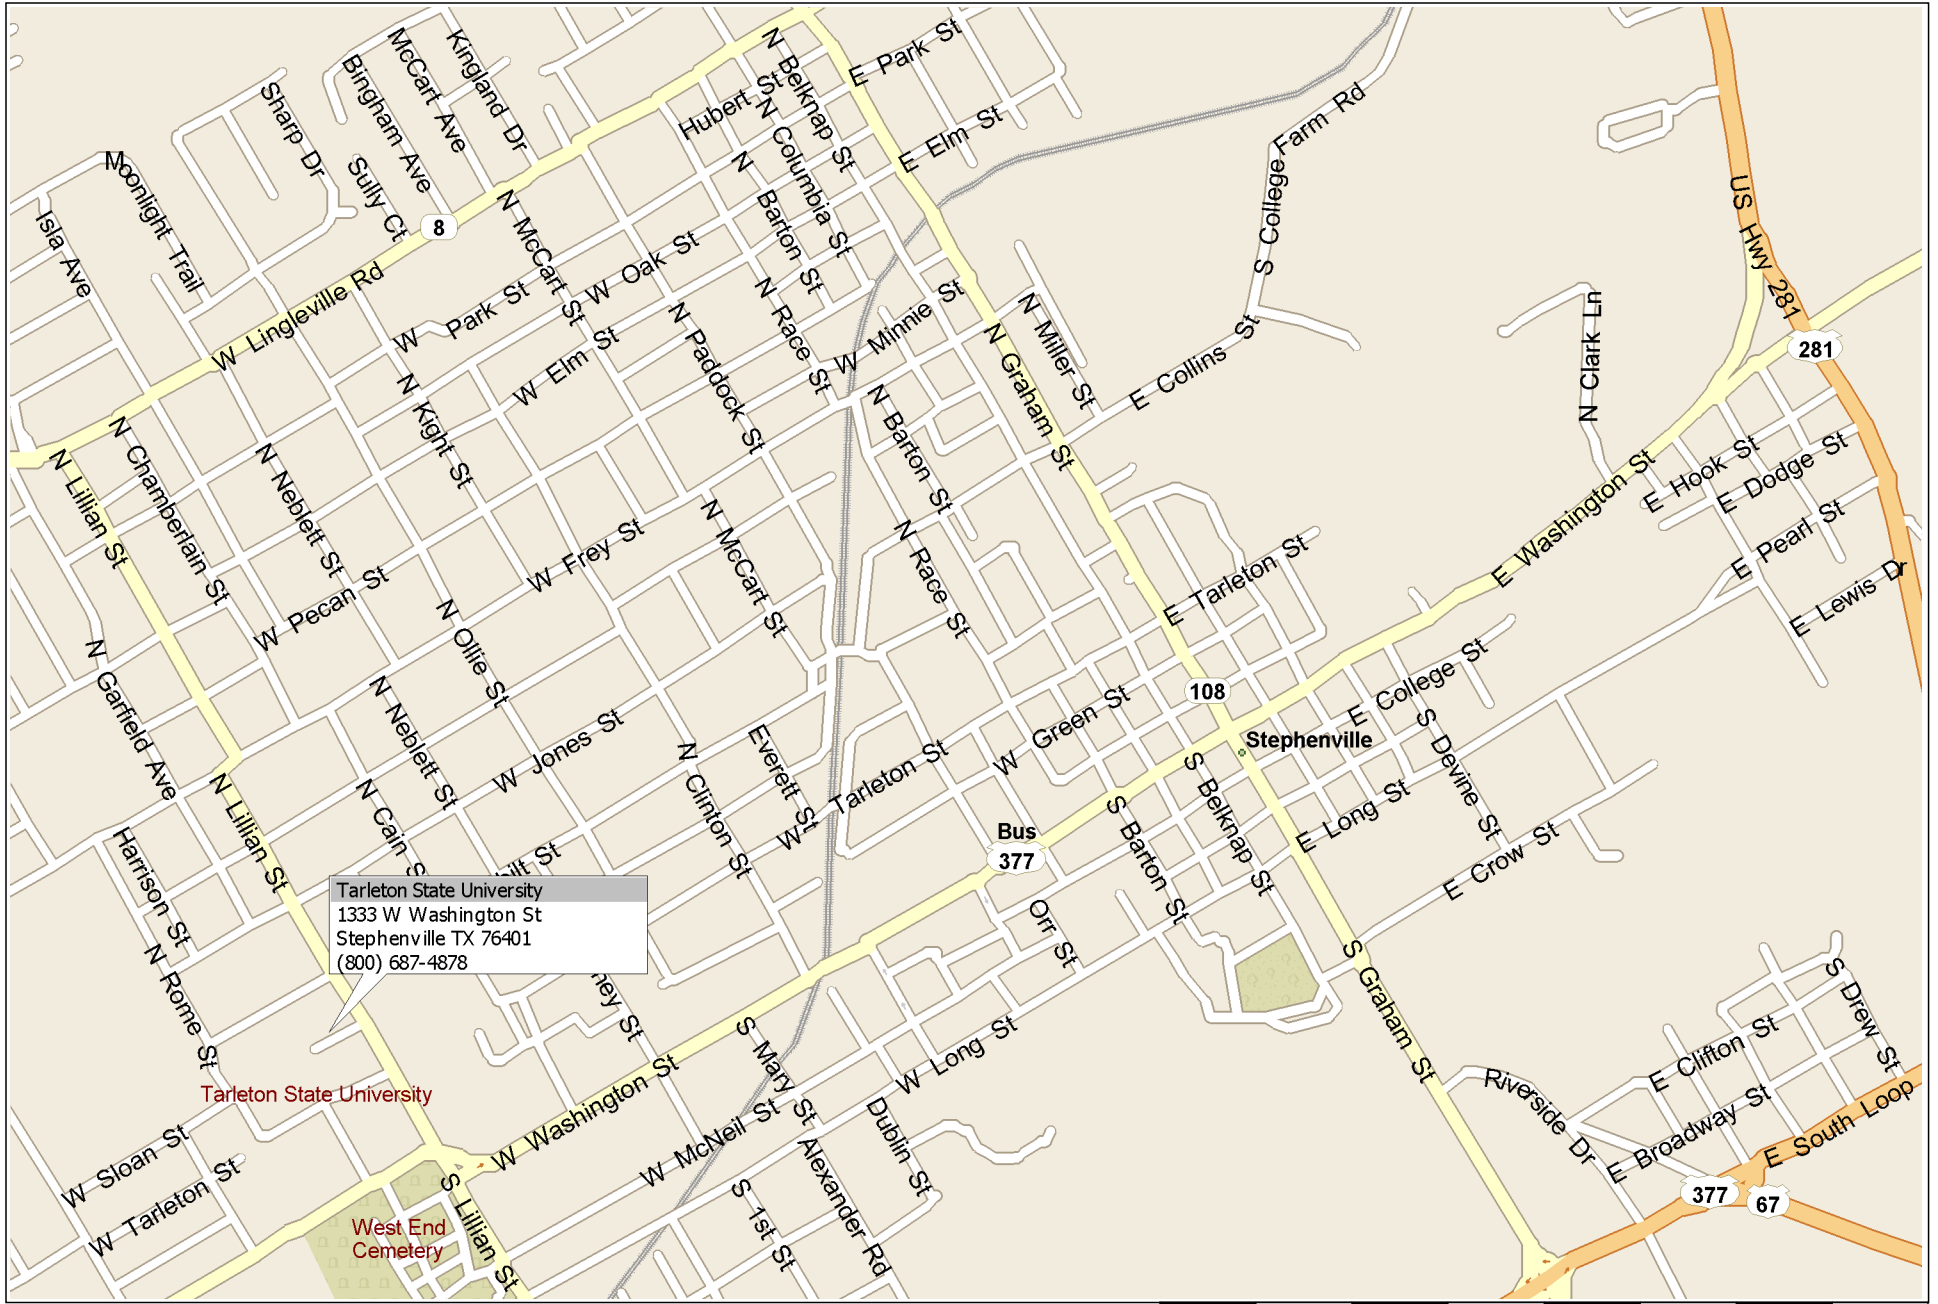 N Belknap St
E Park St
Kingland Dr
McCart Ave
Bingham Ave
Hubert St
Sharp Dr
N Columbia St
E Elm St
S College Farm Rd
Moonlight Trail
Sully Ct
N Barton St
US Hwy 281
Isla Ave
8
N McCart St
W Oak St
W Lingleville Rd
W Park St
N Race St
W Minnie St
N Miller St
N Clark Ln
281
N Paddock St
N Graham St
E Collins St
W Elm St
N Kight St
N Barton St
N Chamberlain St
N Neblett St
N Lillian St
E Hook St
E Dodge St
E Washington St
E Pearl St
N McCart St
N Race St
W Frey St
E Tarleton St
E Lewis Dr
W Pecan St
N Ollie St
N Garfield Ave
E College St
N Neblett St
108
W Green St
S Devine St
Stephenville
W Jones St
Everett St
N Clinton St
W Tarleton St
S Belknap St
N Lillian St
N Cain S
S Barton St
E Long St
Bus
377
Harrison St
E Crow St
ilt St
Tarleton State University
1333 W Washington St
Stephenville TX 76401
(800) 687-4878
Orr St
N Rome St
ney St
S Graham St
S Drew St
S Mary St
W Long St
E Clifton St
Riverside Dr
Tarleton State University
W Washington St
W McNeil St
Dublin St
E Broadway St
E South Loop
W Sloan St
W Tarleton St
Alexander Rd
S Lillian St
S 1st St
377
67
West End
Cemetery